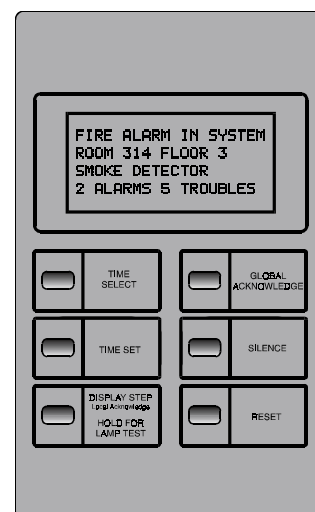 FIRE ALARM IN SYSTEM
ROOM 314 FLOOR 3
SMOKE DETECTOR
2 ALARMS 5 TROUBLES
TIME
SELECT
GLOBAL
ACKNOWLEDGE
TIME SET
SILENCE
DISPLAY STEP
Local Acknowledge
HOLD FOR
LAMP TEST
RESET